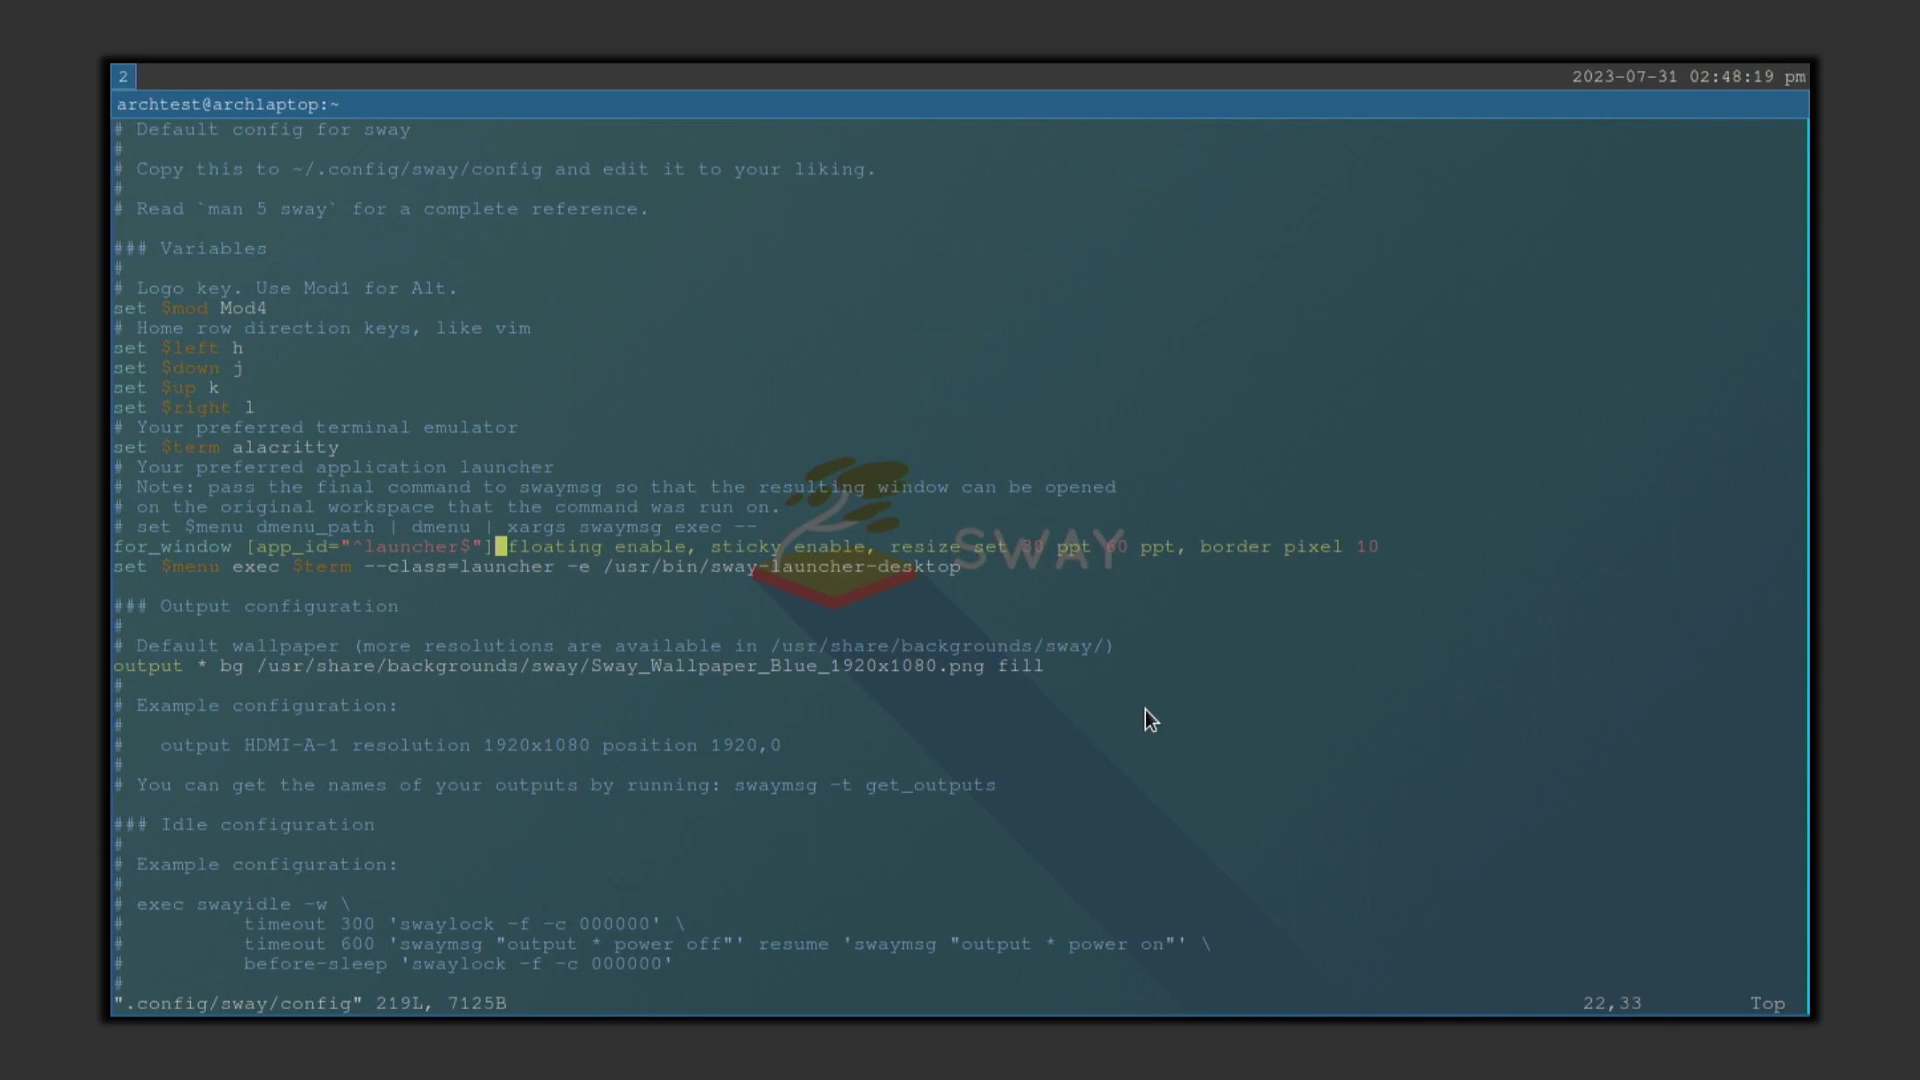 2
2023-07-31 02:48:19 pm
archtest@archlaptop:~
# Default config for sway
#
# Copy this to ~/.config/sway/config and edit it to your liking.
#
# Read `man 5 sway` for a complete reference.
### Variables
#
# Logo key. Use Mod1 for Alt.
set $mod Mod4
# Home row direction keys, like vim
set $left h
set $down j
set $up k
set $right l
# Your preferred terminal emulator
set $term alacritty
# Your preferred application launcher
# Note: pass the final command to swaymsg so that the resulting window can be opened
# on the original workspace that the command was run on.
# set $menu dmenu_path | dmenu | xargs swaymsg exec --
for_window [app_id="^launcher$"] floating enable, sticky enable, resize set 30 ppt 60 ppt, border pixel 10
set $menu exec $term --class=launcher -e /usr/bin/sway-launcher-desktop
SWAY
### Output configuration
#
# Default wallpaper (more resolutions are available in /usr/share/backgrounds/sway/)
output * bg /usr/share/backgrounds/sway/Sway_Wallpaper_Blue_1920x1080.png fill
#
# Example configuration:
#
#   output HDMI-A-1 resolution 1920x1080 position 1920,0
#
# You can get the names of your outputs by running: swaymsg -t get_outputs
### Idle configuration
#
# Example configuration:
#
# exec swayidle -w \
#          timeout 300 'swaylock -f -c 000000' \
#          timeout 600 'swaymsg "output * power off"' resume 'swaymsg "output * power on"' \
#          before-sleep 'swaylock -f -c 000000'
#
".config/sway/config" 219L, 7125B
22,33
Top